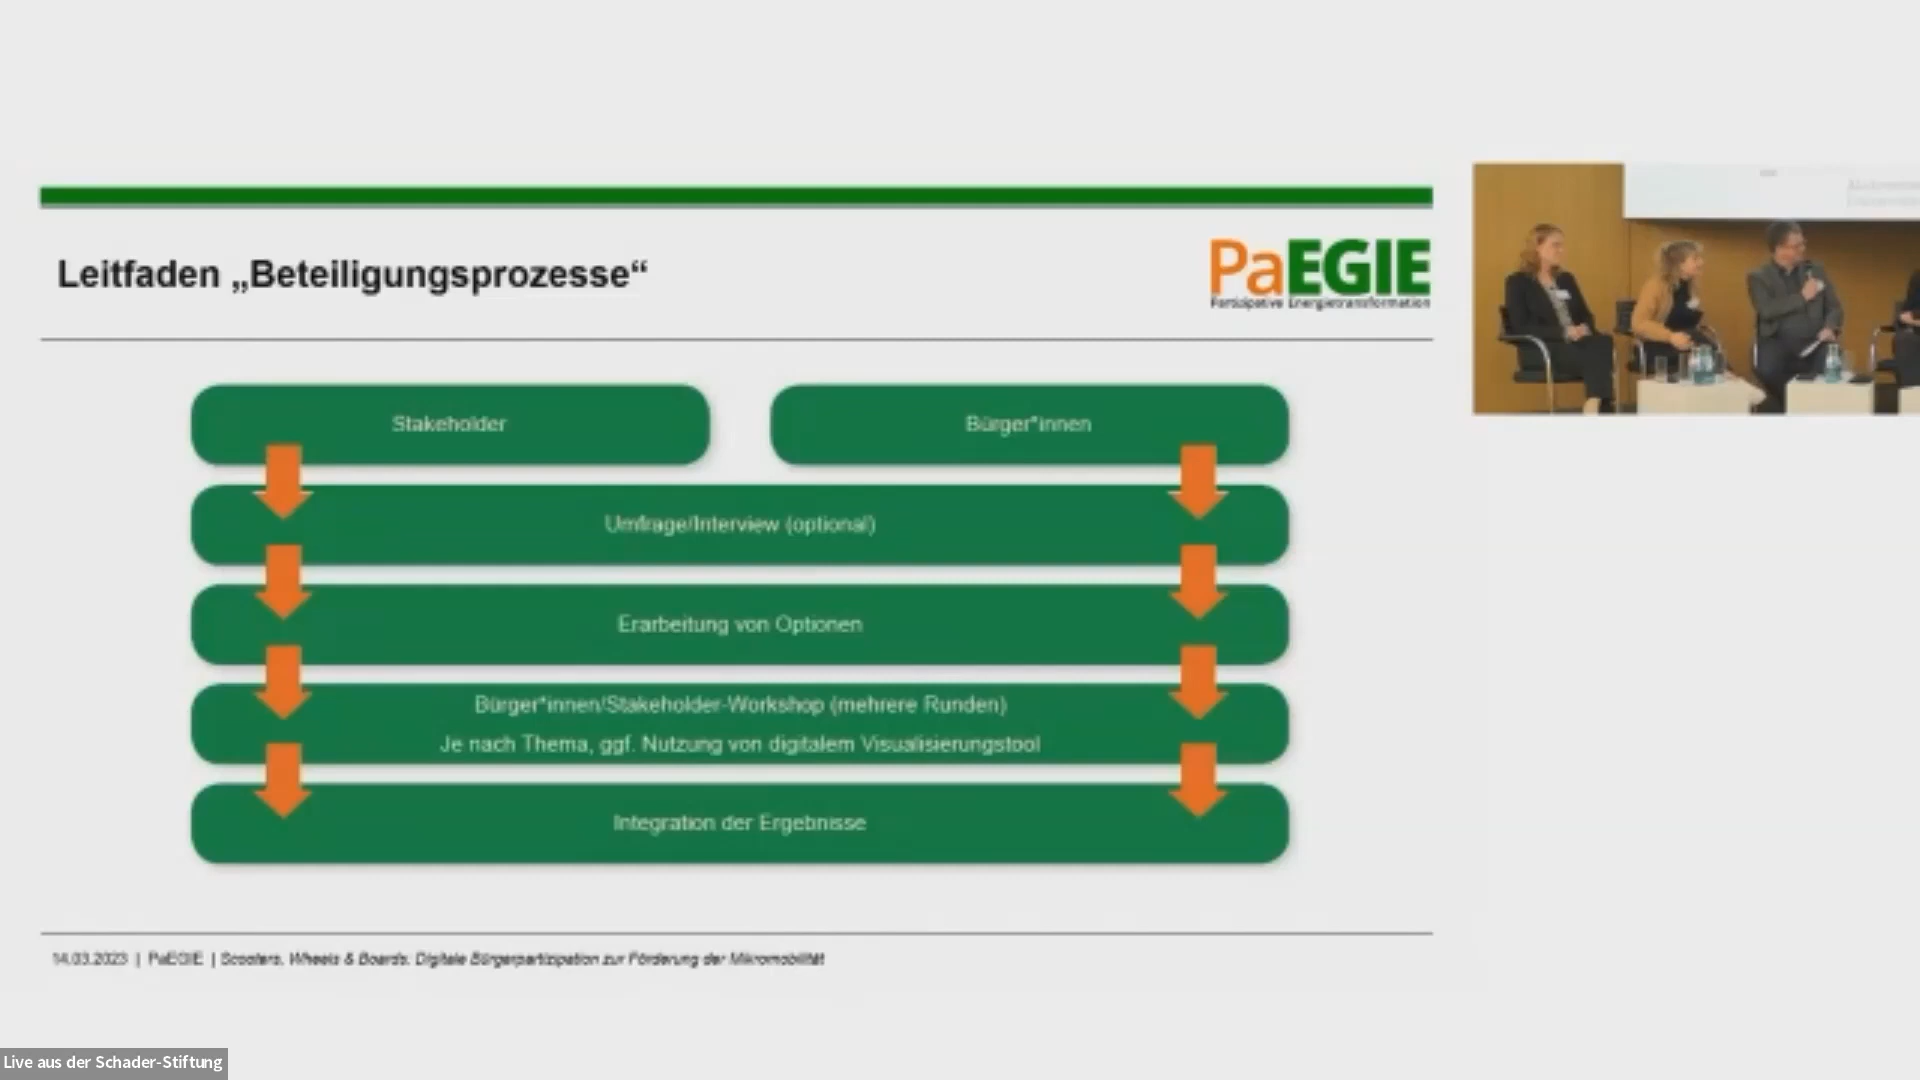 Leitfaden „Beteiligungsprozesse“
PaEGIE
Partizipative Energietransformation
Stakeholder
Bürger*innen
Umfrage/Interview (optional)
Erarbeitung von Optionen
Bürger*innen/Stakeholder-Workshop (mehrere Runden)
Je nach Thema, ggf. Nutzung von digitalem Visualisierungstool
Integration der Ergebnisse
14.03.2023 | PaEGIE | Scooters, Wheels & Boards. Digitale Bürgerpartizipation zur Förderung der Mikromobilität
Live aus der Schader-Stiftung